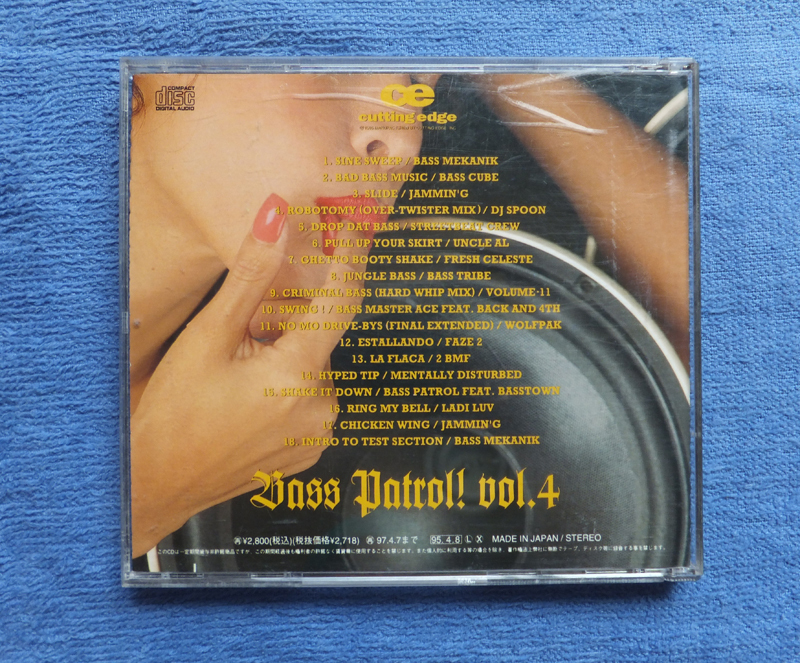 COMPACT
disc
DIGITAL AUDIO
ce
cutting edge
1. SINE SWEEP / BASS MEKANIK
2. BAD BASS MUSIC / BASS CUBE
3. SLIDE / JAMMIN'G
4. ROBOTOMY (OVER-TWISTER MIX) / DJ SPOON
5. DROP DAT BASS / STREETBEAT CREW
6. PULL UP YOUR SKIRT / UNCLE AL
7. GHETTO BOOTY SHAKE / FRESH CELESTE
8. JUNGLE BASS / BASS TRIBE
9. CRIMINAL BASS (HARD WHIP MIX) / VOLUME-11
10. SWING ! / BASS MASTER ACE FEAT. BACK AND 4TH
11. NO MO DRIVE-BYS (FINAL EXTENDED) / WOLFPAK
12. ESTALLANDO / FAZE 2
13. LA FLACA / 2 BMF
14. HYPED TIP / MENTALLY DISTURBED
15. SHAKE IT DOWN / BASS PATROL FEAT. BASSTOWN
16. RING MY BELL / LADI LUV
17. CHICKEN WING / JAMMIN'G
18. INTRO TO TEST SECTION / BASS MEKANIK
Bass Patrol! vol.4
再 ¥2,800(税込)(税抜価格¥2,718) 再 97.4.7まで 95.4.8 L X MADE IN JAPAN / STEREO